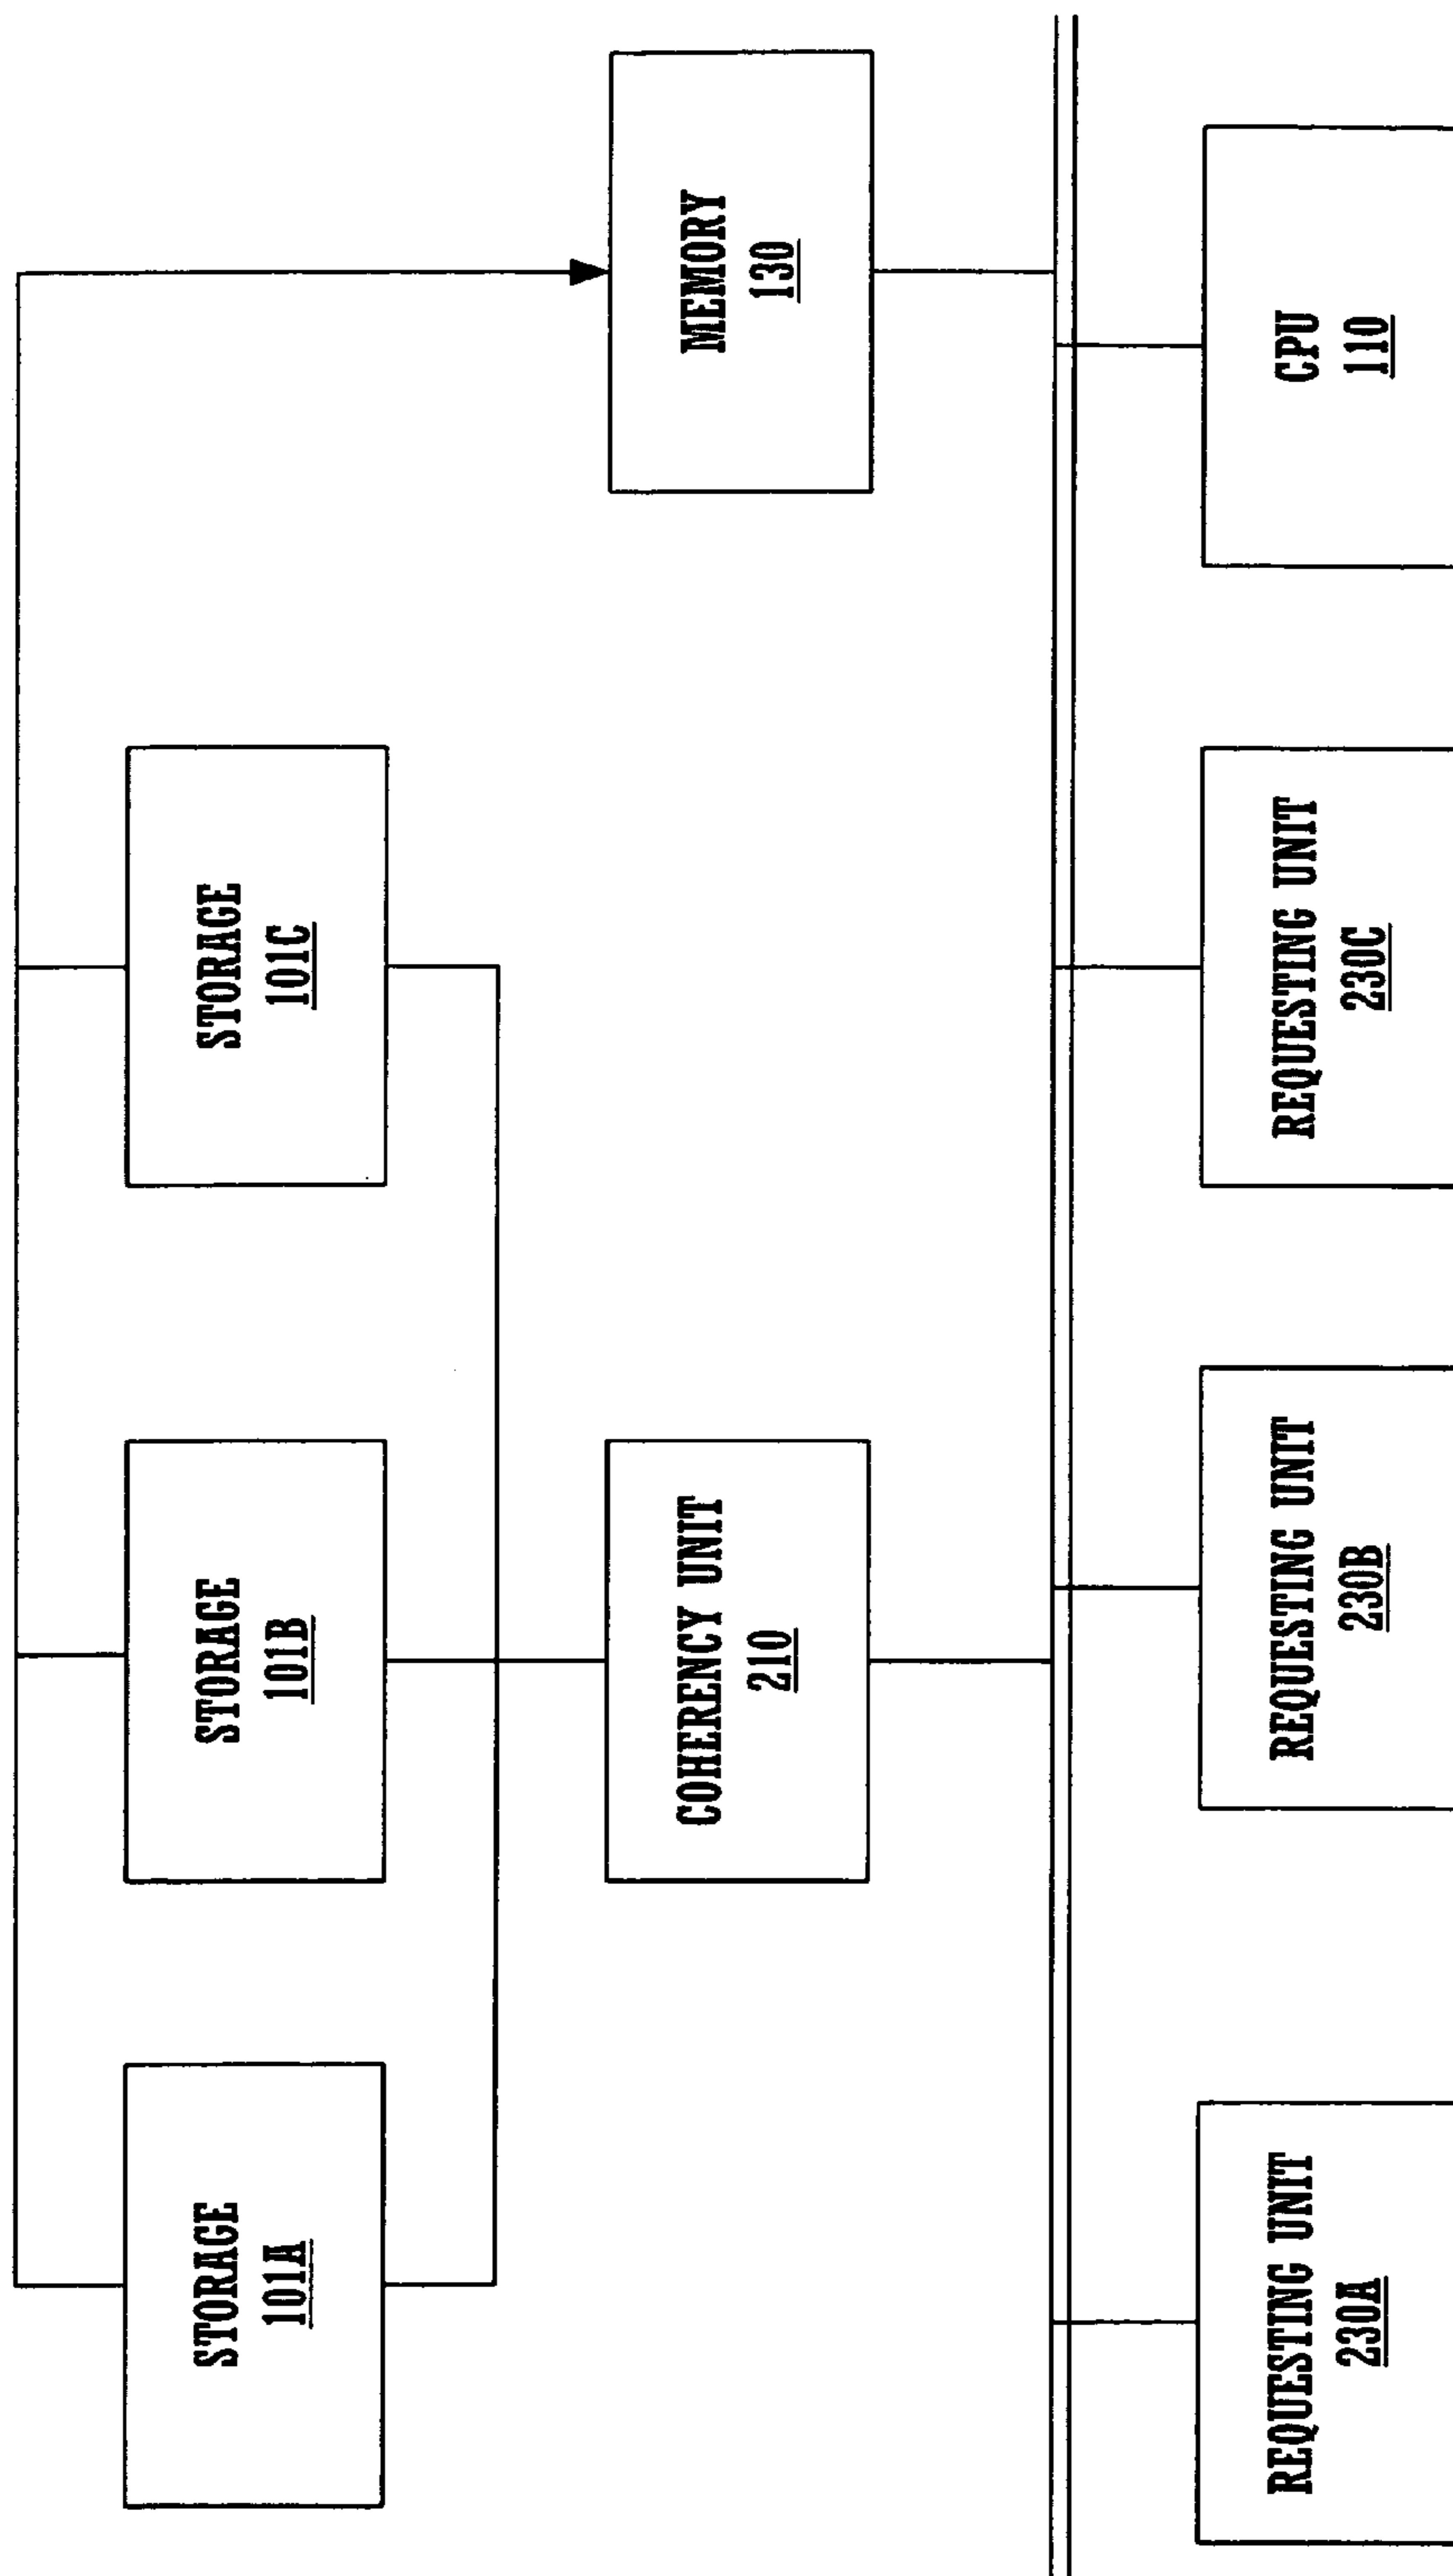 STORAGE
101A
STORAGE
101B
STORAGE
101C
COHERENCY UNIT
210
MEMORY
130
REQUESTING UNIT
230A
REQUESTING UNIT
230B
REQUESTING UNIT
230C
CPU
110